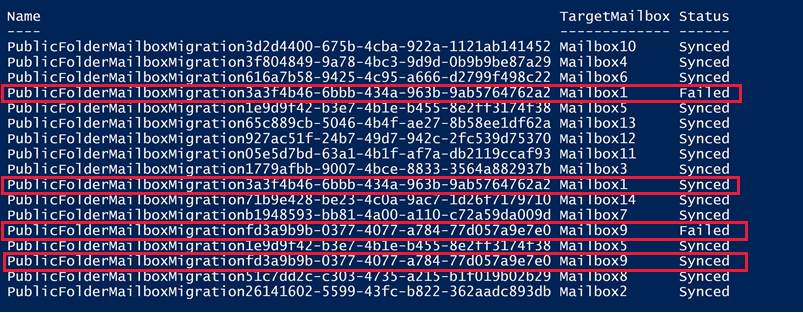 Name TargetMailbox Status
---- ------------- ------
PublicFolderMailboxMigration3d2d4400-675b-4cba-922a-1121ab141452 Mailbox10 Synced
PublicFolderMailboxMigration3f804849-9a78-4bc3-9d9d-0b9b9be87a29 Mailbox4 Synced
PublicFolderMailboxMigration616a7b58-9425-4c95-a666-d2799f498c22 Mailbox6 Synced
PublicFolderMailboxMigration3a3f4b46-6bbb-434a-963b-9ab5764762a2 Mailbox1 Failed
PublicFolderMailboxMigration1e9d9f42-b3e7-4b1e-b455-8e2ff3174f38 Mailbox5 Synced
PublicFolderMailboxMigration65c889cb-5046-4b4f-ae27-8b58ee1df62a Mailbox13 Synced
PublicFolderMailboxMigration927ac51f-24b7-49d7-942c-2fc539d75370 Mailbox12 Synced
PublicFolderMailboxMigration05e5d7bd-63a1-4b1f-af7a-db2119ccaf93 Mailbox11 Synced
PublicFolderMailboxMigration1779afbb-9007-4bce-8833-3564a882937b Mailbox3 Synced
PublicFolderMailboxMigration3a3f4b46-6bbb-434a-963b-9ab5764762a2 Mailbox1 Synced
PublicFolderMailboxMigration71b9e428-be23-4c0a-9ac7-1d26f7179710 Mailbox14 Synced
PublicFolderMailboxMigrationb1948593-bb81-4a00-a110-c72a59da009d Mailbox7 Synced
PublicFolderMailboxMigrationfd3a9b9b-0377-4077-a784-77d057a9e7e0 Mailbox9 Failed
PublicFolderMailboxMigration1e9d9f42-b3e7-4b1e-b455-8e2ff3174f38 Mailbox5 Synced
PublicFolderMailboxMigrationfd3a9b9b-0377-4077-a784-77d057a9e7e0 Mailbox9 Synced
PublicFolderMailboxMigration51c7dd2c-c303-4735-a215-b1f019b02b29 Mailbox8 Synced
PublicFolderMailboxMigration26141602-5599-43fc-b822-362aadc893db Mailbox2 Synced